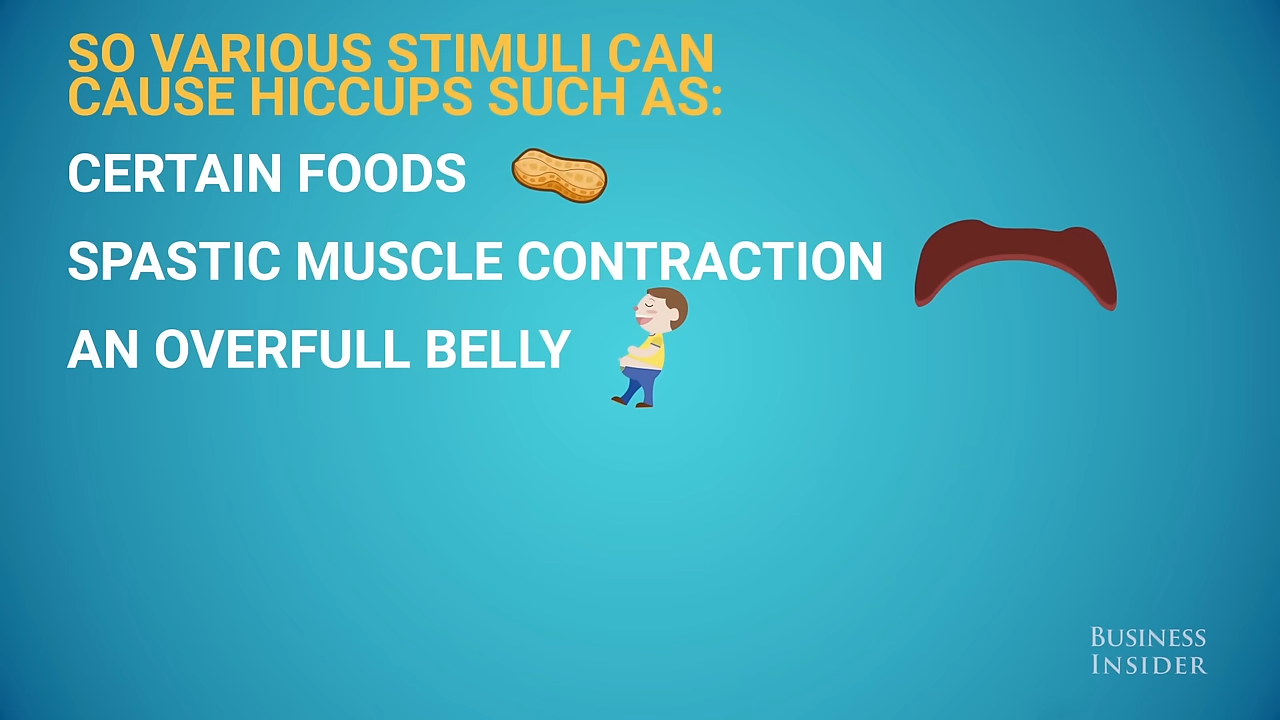 SO VARIOUS STIMULI CAN
CAUSE HICCUPS SUCH AS:
CERTAIN FOODS
SPASTIC MUSCLE CONTRACTION
AN OVERFULL BELLY
BUSINESS
INSIDER